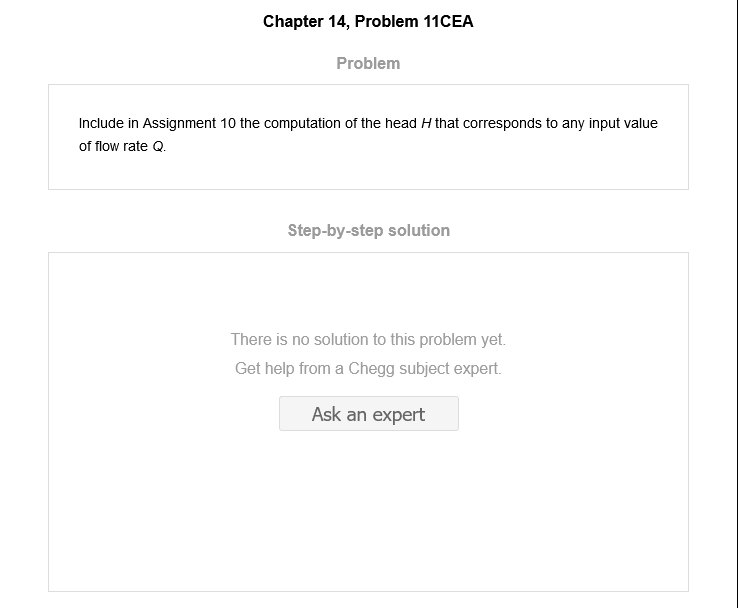 Chapter 14, Problem 11CEA
Problem
Include in Assignment 10 the computation of the head H that corresponds to any input value
of flow rate Q.
Step-by-step solution
There is no solution to this problem yet.
Get help from a Chegg subject expert.
Ask an expert